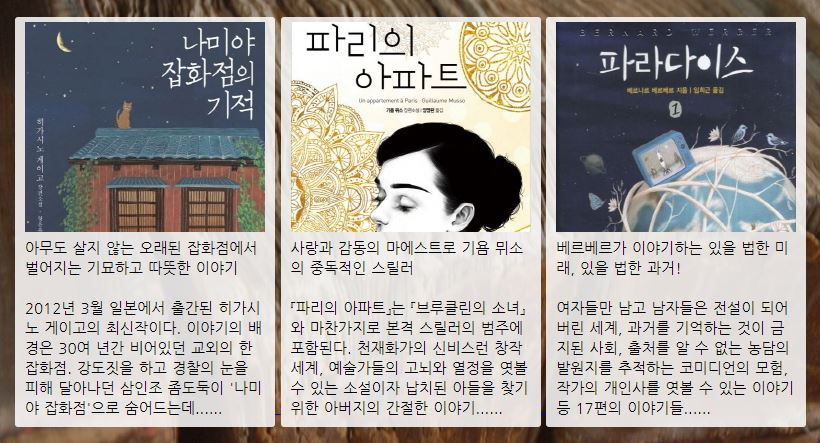 나미야
잡화점의
기적
히가시노 게이고
장편소설
아무도 살지 않는 오래된 잡화점에서
벌어지는 기묘하고 따뜻한 이야기
2012년 3월 일본에서 출간된 히가시
노 게이고의 최신작이다. 이야기의 배
경은 30여 년간 비어있던 교외의 한
잡화점. 강도짓을 하고 경찰의 눈을
피해 달아나던 삼인조 좀도둑이 '나미
야 잡화점'으로 숨어드는데......
파리의
아파트
Un appartement à Paris : Guillaume Musso
기욤 뮈소 장편소설 | 양영란 옮김
사랑과 감동의 마에스트로 기욤 뮈소
의 중독적인 스릴러
『파리의 아파트』는 『브루클린의 소녀』
와 마찬가지로 본격 스릴러의 범주에
포함된다. 천재화가의 신비스런 창작
세계, 예술가들의 고뇌와 열정을 엿볼
수 있는 소설이자 납치된 아들을 찾기
위한 아버지의 간절한 이야기......
BERNARD WERBER
파라다이스
베르나르 베르베르 지음 | 임희근 옮김
1
베르베르가 이야기하는 있을 법한 미
래, 있을 법한 과거!
여자들만 남고 남자들은 전설이 되어
버린 세계, 과거를 기억하는 것이 금
지된 사회, 출처를 알 수 없는 농담의
발원지를 추적하는 코미디언의 모험,
작가의 개인사를 엿볼 수 있는 이야기
등 17편의 이야기들......